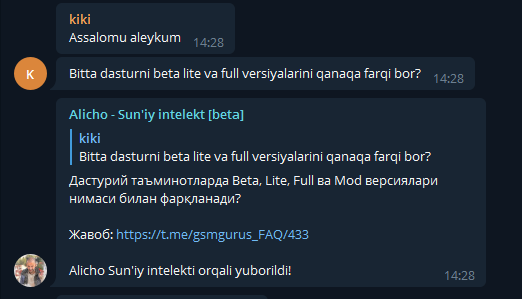 kiki
Assalomu aleykum
14:28
K
Bitta dasturni beta lite va full versiyalarini qanaqa farqi bor?
14:28
Alicho - Sun'iy intelekt [beta]
kiki
Bitta dasturni beta lite va full versiyalarini qanaqa farqi bor?
Дастурий таъминотларда Beta, Lite, Full ва Mod версиялари
нимаси билан фарқланади?
Жавоб: https://t.me/gsmgurus_FAQ/433
Alicho Sun'iy intelekti orqali yuborildi!
14:28